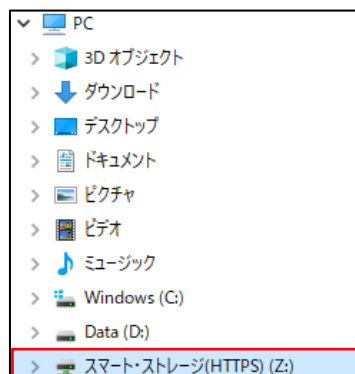 PC
3D オブジェクト
ダウンロード
デスクトップ
ドキュメント
ピクチャ
ビデオ
ミュージック
Windows (C:)
Data (D:)
スマート・ストレージ(HTTPS) (Z:)